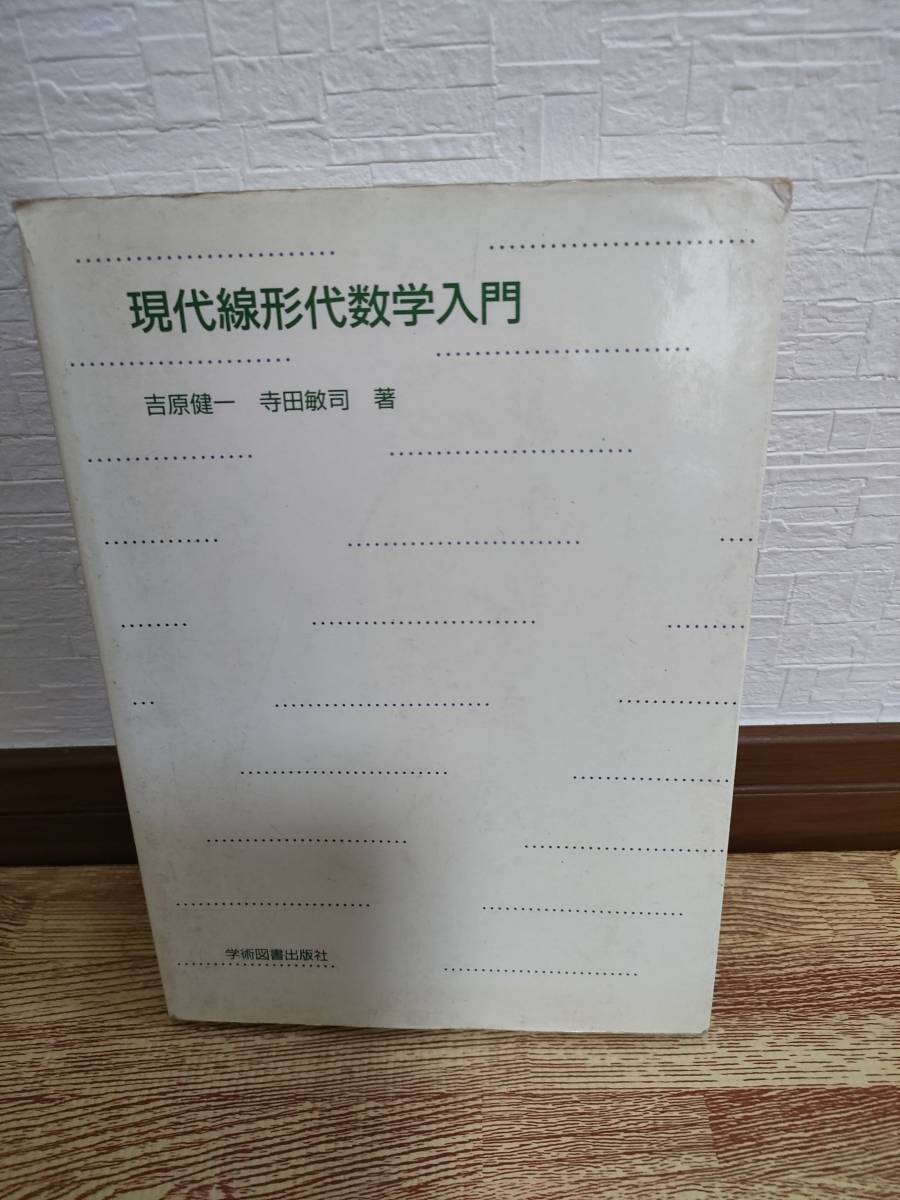 現代線形代数学入門
吉原健一　寺田敏司　著
学術図書出版社